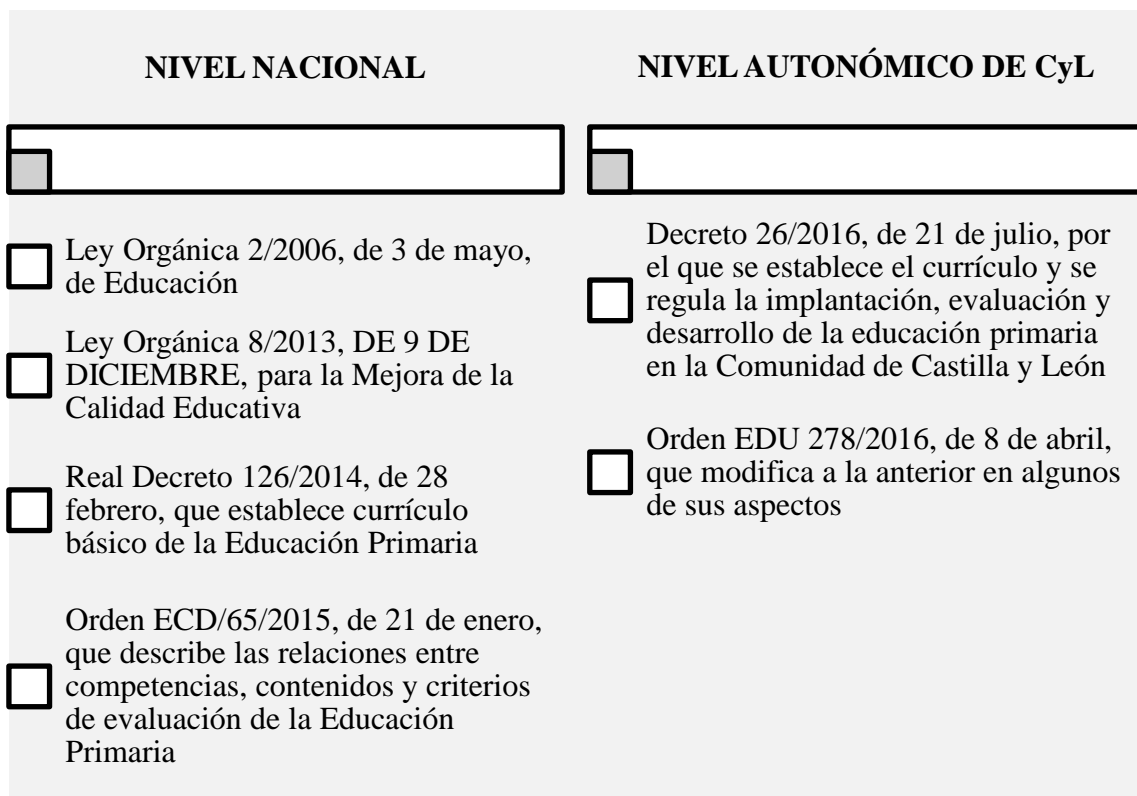 NIVEL NACIONAL
Ley Orgánica 2/2006, de 3 de mayo,
de Educación
Ley Orgánica 8/2013, DE 9 DE
DICIEMBRE, para la Mejora de la
Calidad Educativa
Real Decreto 126/2014, de 28
febrero, que establece currículo
básico de la Educación Primaria
Orden ECD/65/2015, de 21 de enero,
que describe las relaciones entre
competencias, contenidos y criterios
de evaluación de la Educación
Primaria
NIVEL AUTONÓMICO DE CyL
Decreto 26/2016, de 21 de julio, por
el que se establece el currículo y se
regula la implantación, evaluación y
desarrollo de la educación primaria
en la Comunidad de Castilla y León
Orden EDU 278/2016, de 8 de abril,
que modifica a la anterior en algunos
de sus aspectos